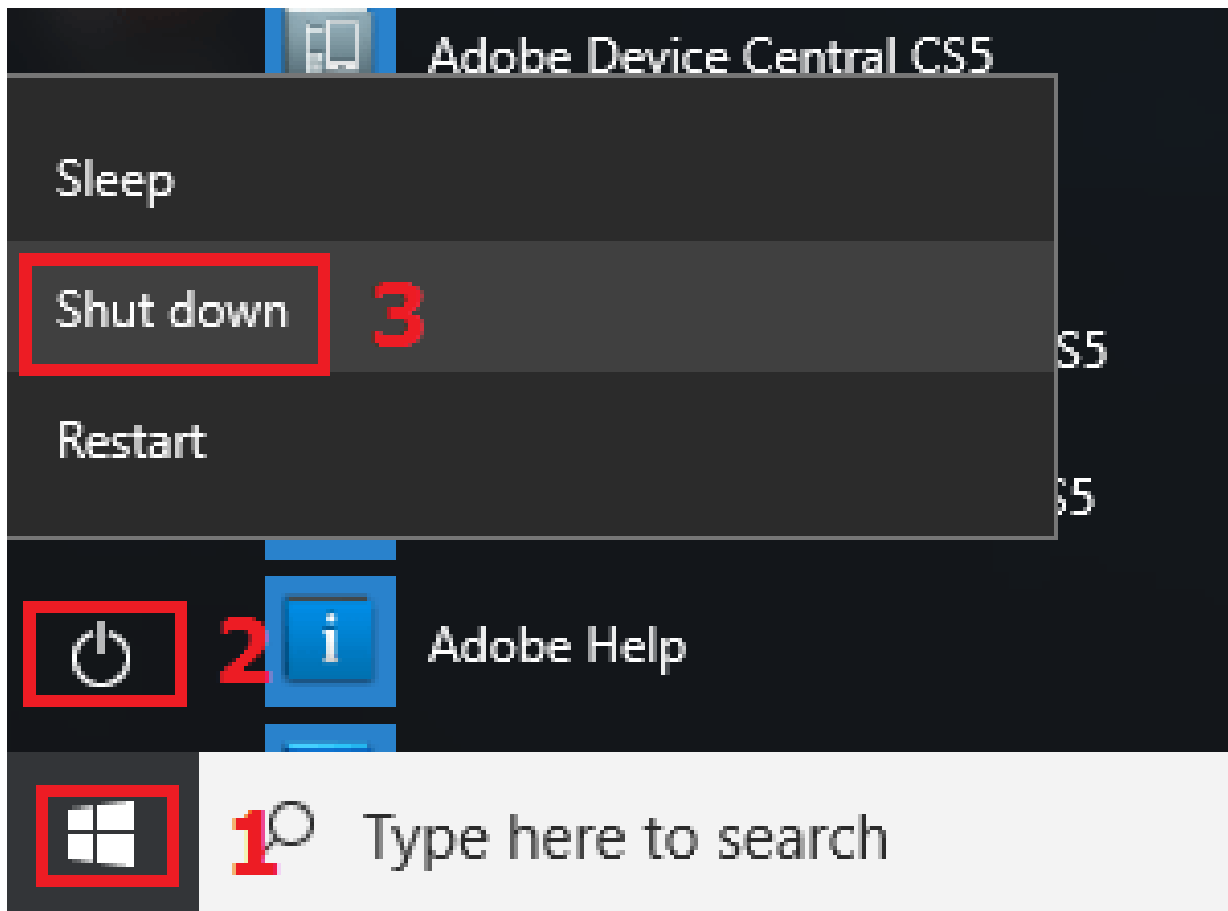 Adobe Device Central CS5
Sleep
Shut down 3
S5
Restart
S5
2 i Adobe Help
1 Type here to search